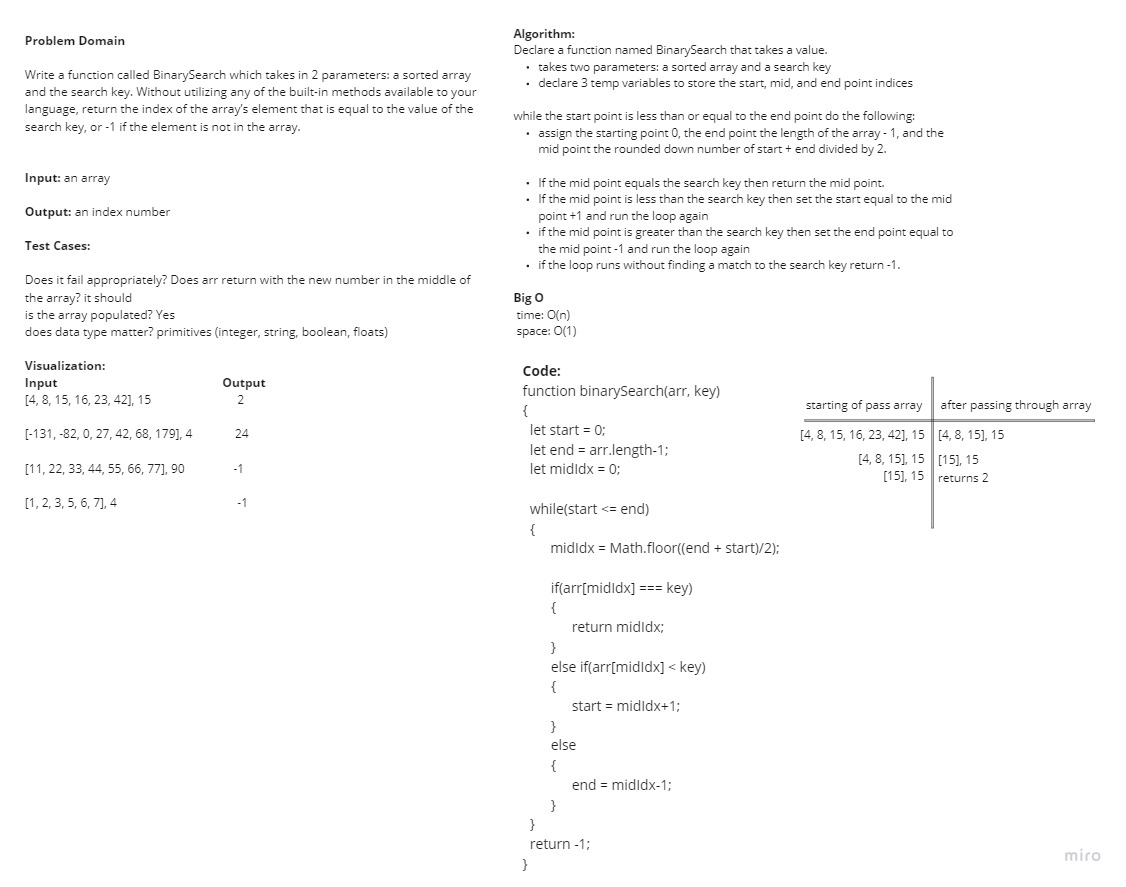 Problem Domain
Write a function called BinarySearch which takes in 2 parameters: a sorted array
and the search key. Without utilizing any of the built-in methods available to your
language, return the index of the array's element that is equal to the value of the
search key, or -1 if the element is not in the array.
Input: an array
Output: an index number
Test Cases:
Does it fail appropriately? Does arr return with the new number in the middle of
the array? it should
is the array populated? Yes
does data type matter? primitives (integer, string, boolean, floats)
Visualization:
Input Output
[4, 8, 15, 16, 23, 42], 15 2
[-131, -82, 0, 27, 42, 68, 179], 4 24
[11, 22, 33, 44, 55, 66, 77], 90 -1
[1, 2, 3, 5, 6, 7], 4 -1
Algorithm:
Declare a function named BinarySearch that takes a value.
• takes two parameters: a sorted array and a search key
• declare 3 temp variables to store the start, mid, and end point indices
while the start point is less than or equal to the end point do the following:
• assign the starting point 0, the end point the length of the array - 1, and the
mid point the rounded down number of start + end divided by 2.
• If the mid point equals the search key then return the mid point.
• If the mid point is less than the search key then set the start equal to the mid
point +1 and run the loop again
• if the mid point is greater than the search key then set the end point equal to
the mid point -1 and run the loop again
• if the loop runs without finding a match to the search key return -1.
Big O
time: O(n)
space: O(1)
Code:
function binarySearch(arr, key)
{
let start = 0;
let end = arr.length-1;
let midIdx = 0;
while(start <= end)
{
midIdx = Math.floor((end + start)/2);
if(arr[midIdx] === key)
{
return midIdx;
}
else if(arr[midIdx] < key)
{
start = midIdx+1;
}
else
{
end = midIdx-1;
}
}
return -1;
}
starting of pass array after passing through array
[4, 8, 15, 16, 23, 42], 15 [4, 8, 15], 15
[4, 8, 15], 15 [15], 15
[15], 15 returns 2
miro